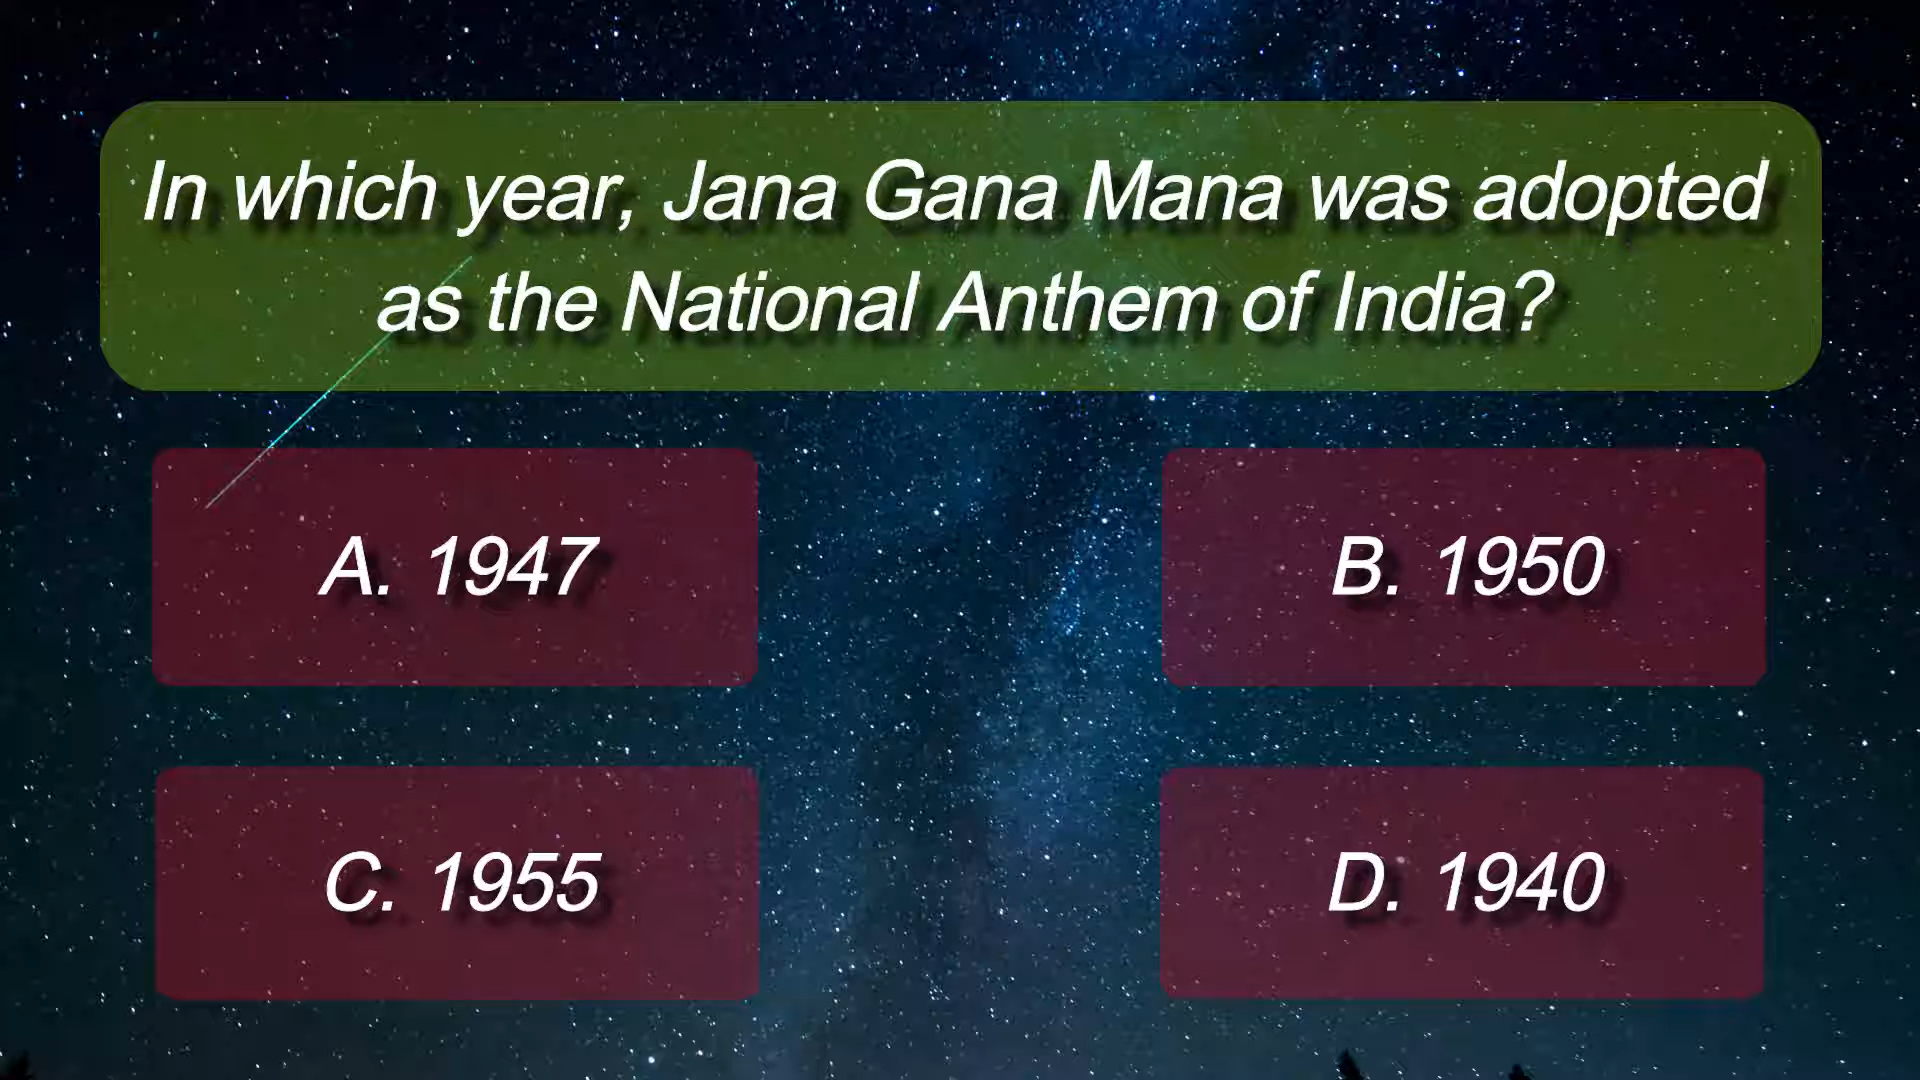 In which year, Jana Gana Mana was adopted
as the National Anthem of India?
A. 1947
B. 1950
C. 1955
D. 1940